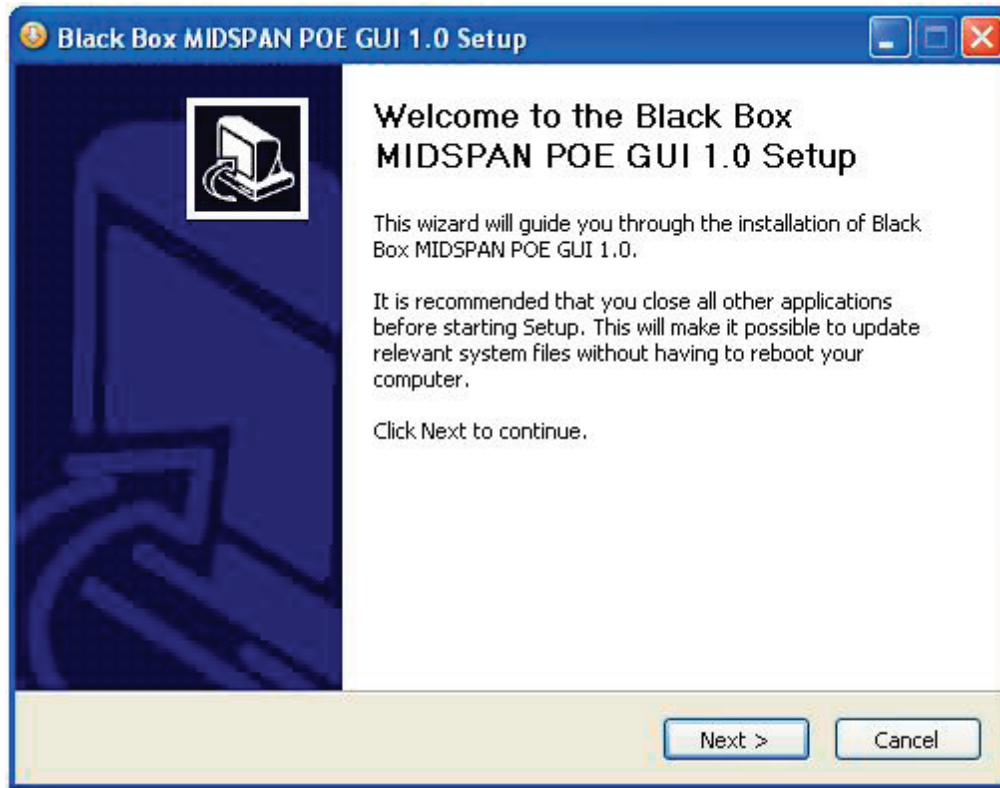 Black Box MIDSPAN POE GUI 1.0 Setup
Welcome to the Black Box
MIDSPAN POE GUI 1.0 Setup
This wizard will guide you through the installation of Black
Box MIDSPAN POE GUI 1.0.
It is recommended that you close all other applications
before starting Setup. This will make it possible to update
relevant system files without having to reboot your
computer.
Click Next to continue.
Next >
Cancel